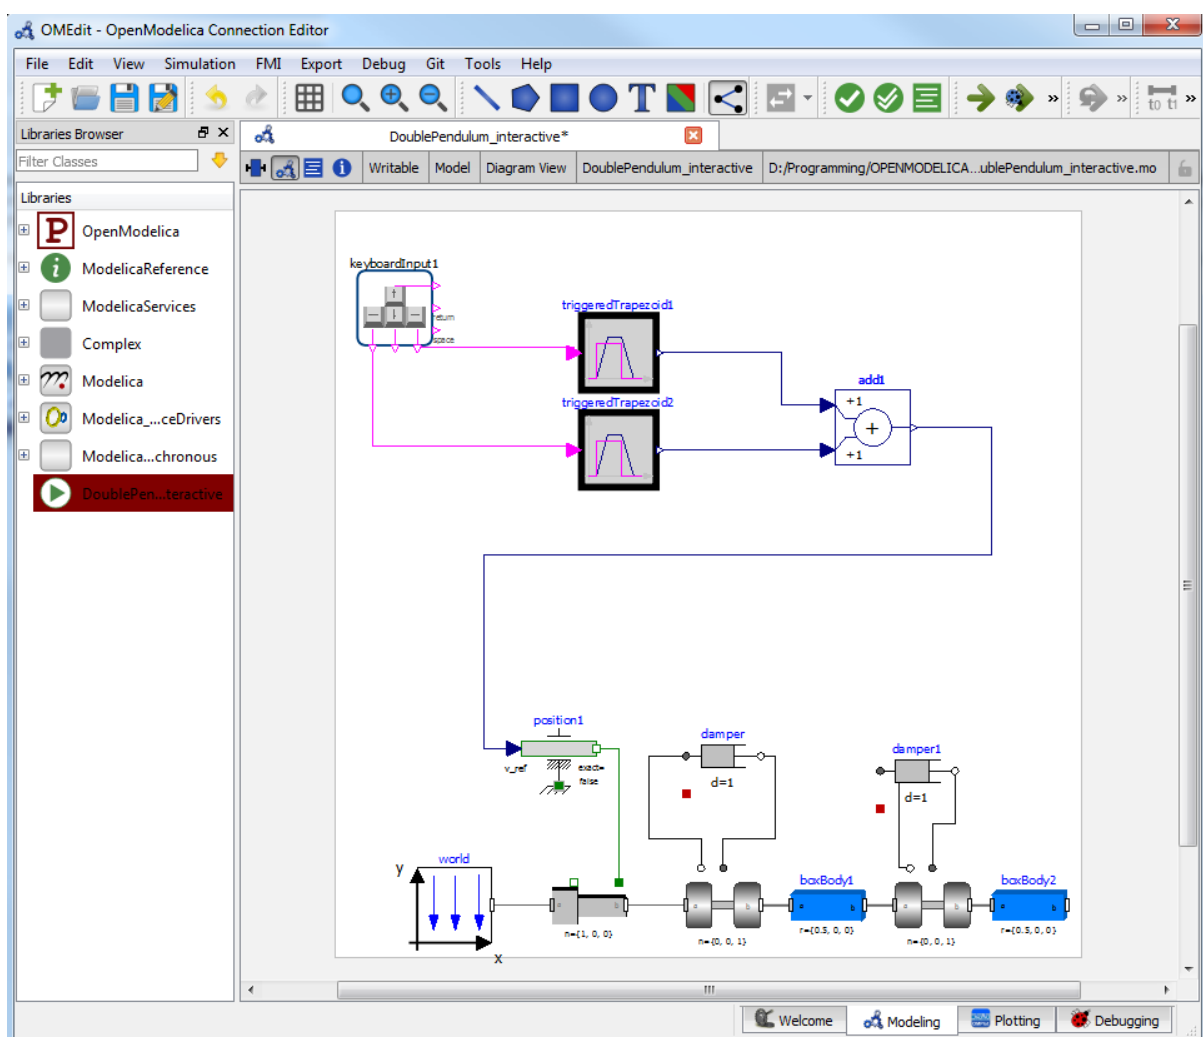 OMEdit - OpenModelica Connection Editor
File Edit View Simulation FMI Export Debug Git Tools Help
T
to t1
Libraries Browser
DoublePendulum_interactive*
Filter Classes
Writable Model Diagram View DoublePendulum_interactive D:/Programming/OPENMODELICA...ublePendulum_interactive.mo
Libraries
P OpenModelica
i ModelicaReference
ModelicaServices
Complex
Modelica
Modelica_...ceDrivers
Modelica...chronous
DoublePen...teractive
keyboardInput1
return
space
triggeredTrapezoid1
triggeredTrapezoid2
add1
+1
+
+1
position1
v_ref
exact=
false
damper
d=1
damper1
d=1
world
y
x
a b
n={1, 0, 0}
a b
n={0, 0, 1}
boxBody1
a b
r={0.5, 0, 0}
a b
n={0, 0, 1}
boxBody2
a b
r={0.5, 0, 0}
Welcome Modeling Plotting Debugging